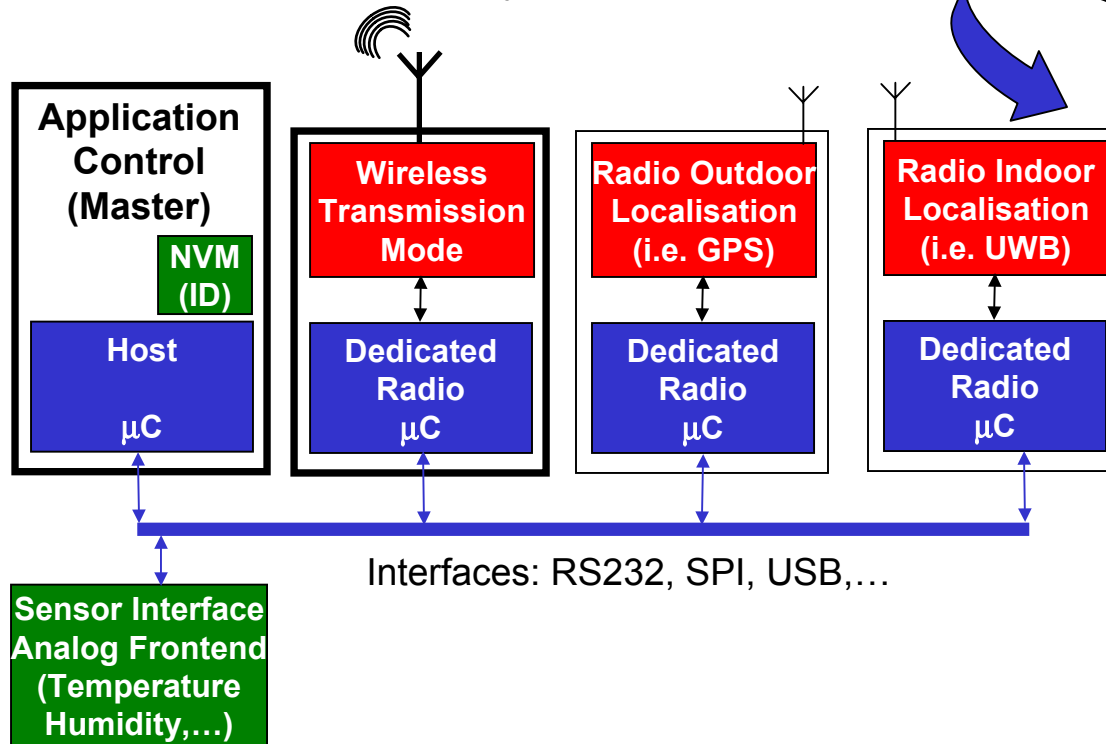 Application
Control
(Master)
NVM
(ID)
Host
μC
Wireless
Transmission
Mode
Dedicated
Radio
μC
Radio Outdoor
Localisation
(i.e. GPS)
Dedicated
Radio
μC
Radio Indoor
Localisation
(i.e. UWB)
Dedicated
Radio
μC
Interfaces: RS232, SPI, USB,…
Sensor Interface
Analog Frontend
(Temperature
Humidity,…)